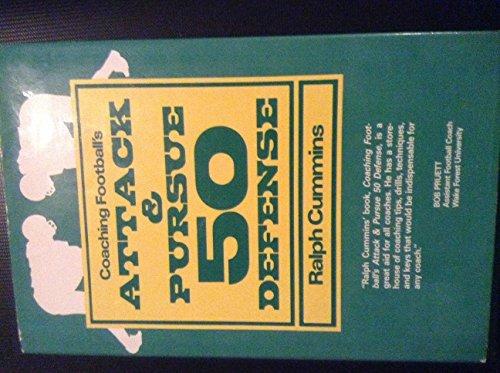 Coaching Football's
ATTACK
&
PURSUE
50
DEFENSE
Ralph Cummins
"Ralph Cummins' book, Coaching Foot-
ball's Attack & Pursue 50 Defense, is a
great aid for all coaches. He has a store-
house of coaching tips, drills, techniques,
and keys that would be indispensable for
any coach."
BOB PRUETT
Assistant Football Coach
Wake Forest University